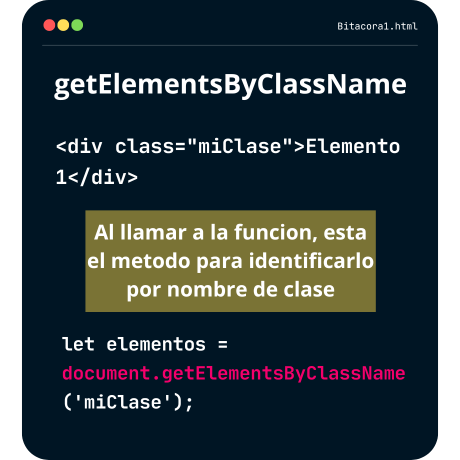 Bitacora1.html
getElementsByClassName
<div class="miClase">Elemento
1</div>
Al llamar a la funcion, esta
el metodo para identificarlo
por nombre de clase
let elementos =
document.getElementsByClassName
('miClase');